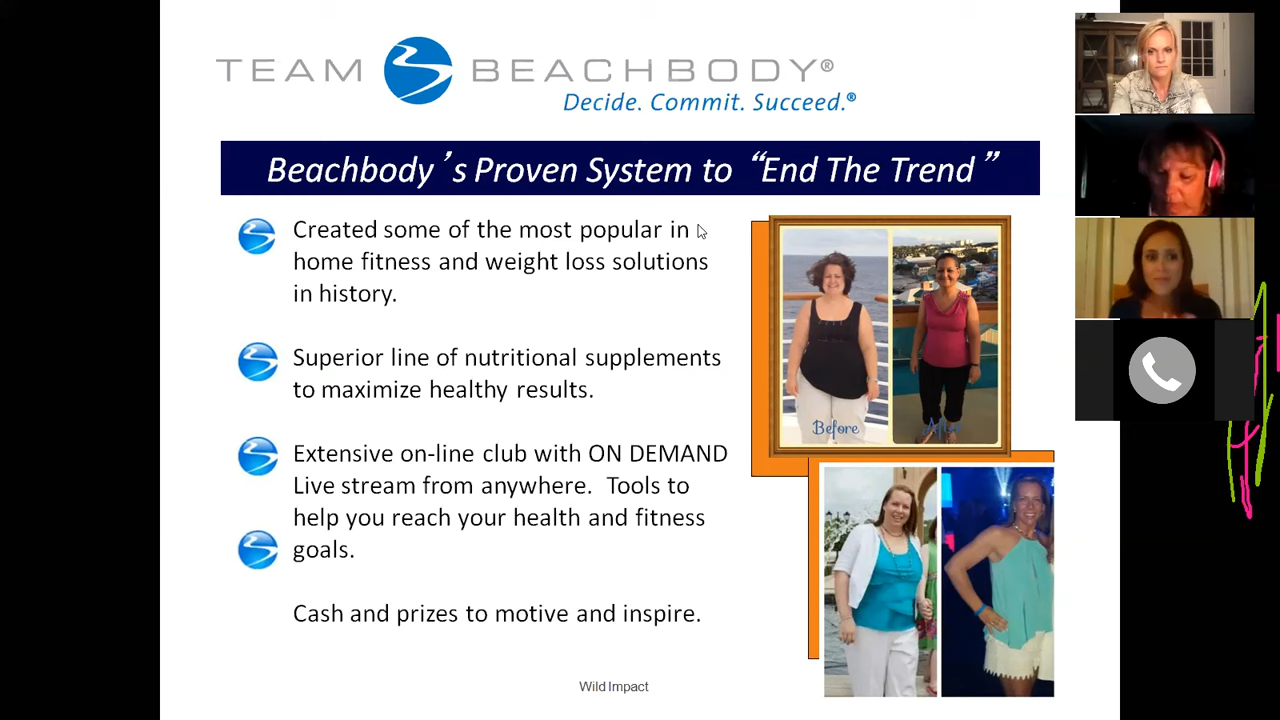 TEAM BEACHBODY®
Decide. Commit. Succeed.®
Beachbody’s Proven System to “End The Trend”
Created some of the most popular in
home fitness and weight loss solutions
in history.
Superior line of nutritional supplements
to maximize healthy results.
Extensive on-line club with ON DEMAND
Live stream from anywhere. Tools to
help you reach your health and fitness
goals.
Cash and prizes to motive and inspire.
Before
After
Wild Impact